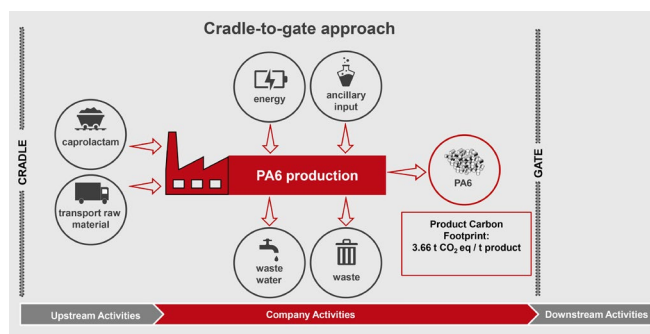 Cradle-to-gate approach
CRADLE
caprolactam
transport raw
material
energy
ancillary
input
PA6 production
waste
water
waste
PA6
Product Carbon
Footprint:
3.66 t CO₂ eq / t product
GATE
Upstream Activities
Company Activities
Downstream Activities